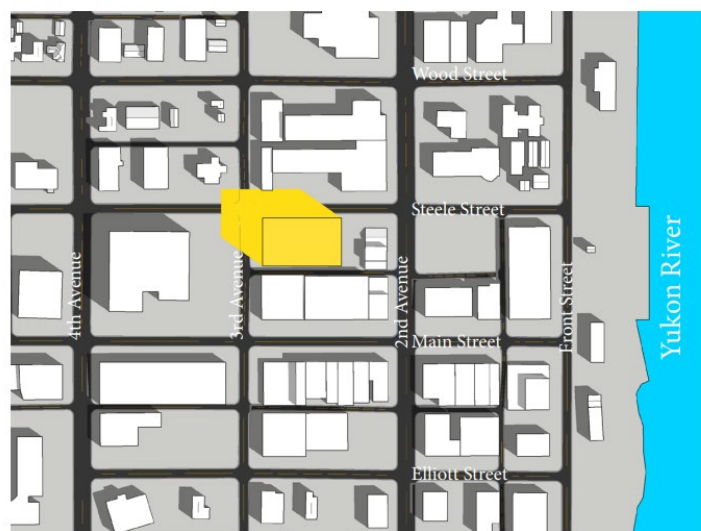 Wood Street
Steele Street
4th Avenue
3rd Avenue
2nd Avenue
Front Street
Yukon River
Main Street
Elliott Street